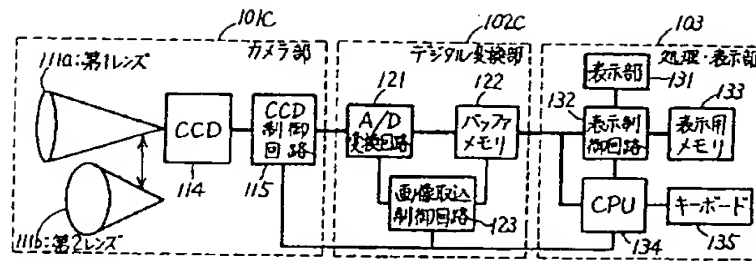 101C
カメラ部
111a:第1レンズ
CCD
114
CCD
制御
回路
115
111b:第2レンズ
102C
デジタル変換部
121
A/D
変換回路
122
バッファ
メモリ
画像取込
制御回路
123
103
処理・表示部
表示部
131
132
表示制
御回路
133
表示用
メモリ
CPU
134
キーボード
135